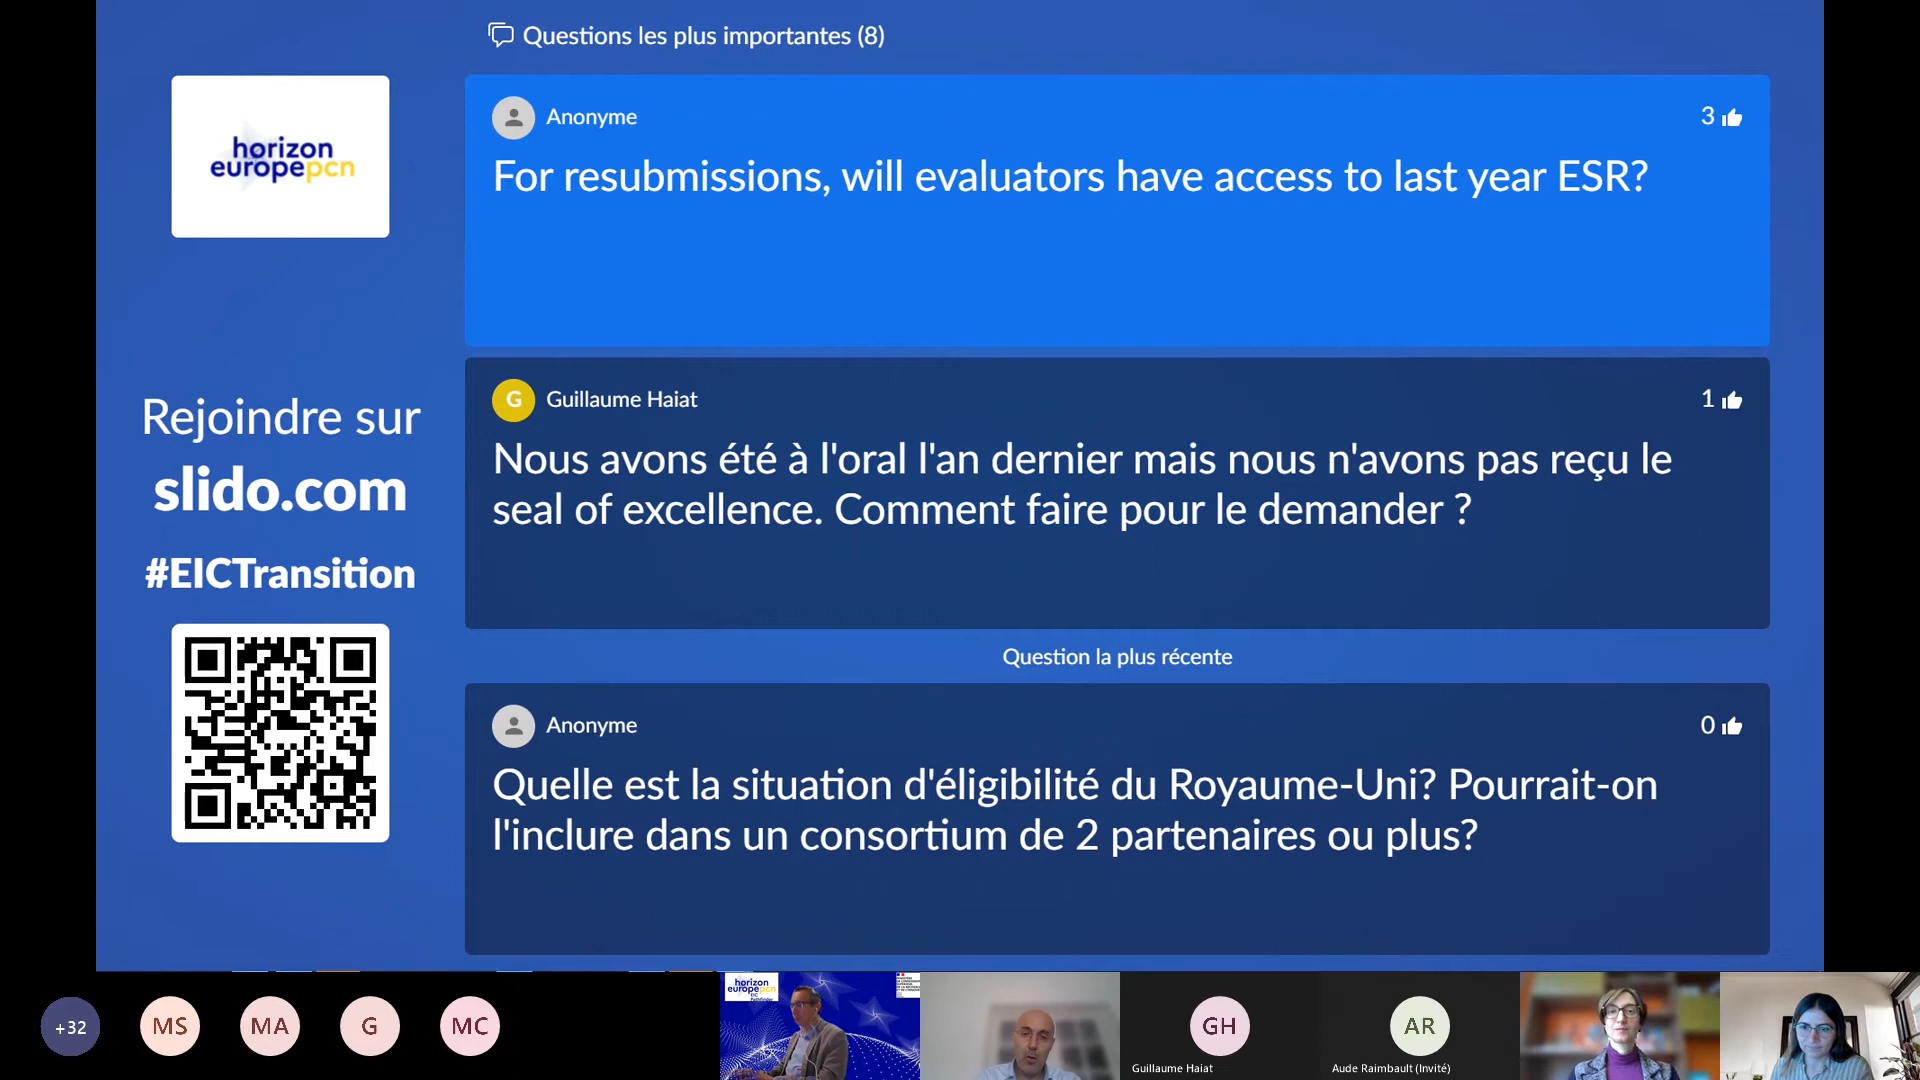 Questions les plus importantes (8)
horizon
europepcn
Anonyme
3
For resubmissions, will evaluators have access to last year ESR?
G
Guillaume Haiat
1
Nous avons été à l'oral l'an dernier mais nous n'avons pas reçu le
seal of excellence. Comment faire pour le demander ?
Rejoindre sur
slido.com
#EICTransition
Question la plus récente
Anonyme
0
Quelle est la situation d'éligibilité du Royaume-Uni? Pourrait-on
l'inclure dans un consortium de 2 partenaires ou plus?
+32
MS
MA
G
MC
horizon
europepcn
EIC
Pathfinder
GH
Guillaume Haiat
AR
Aude Raimbault (Invité)